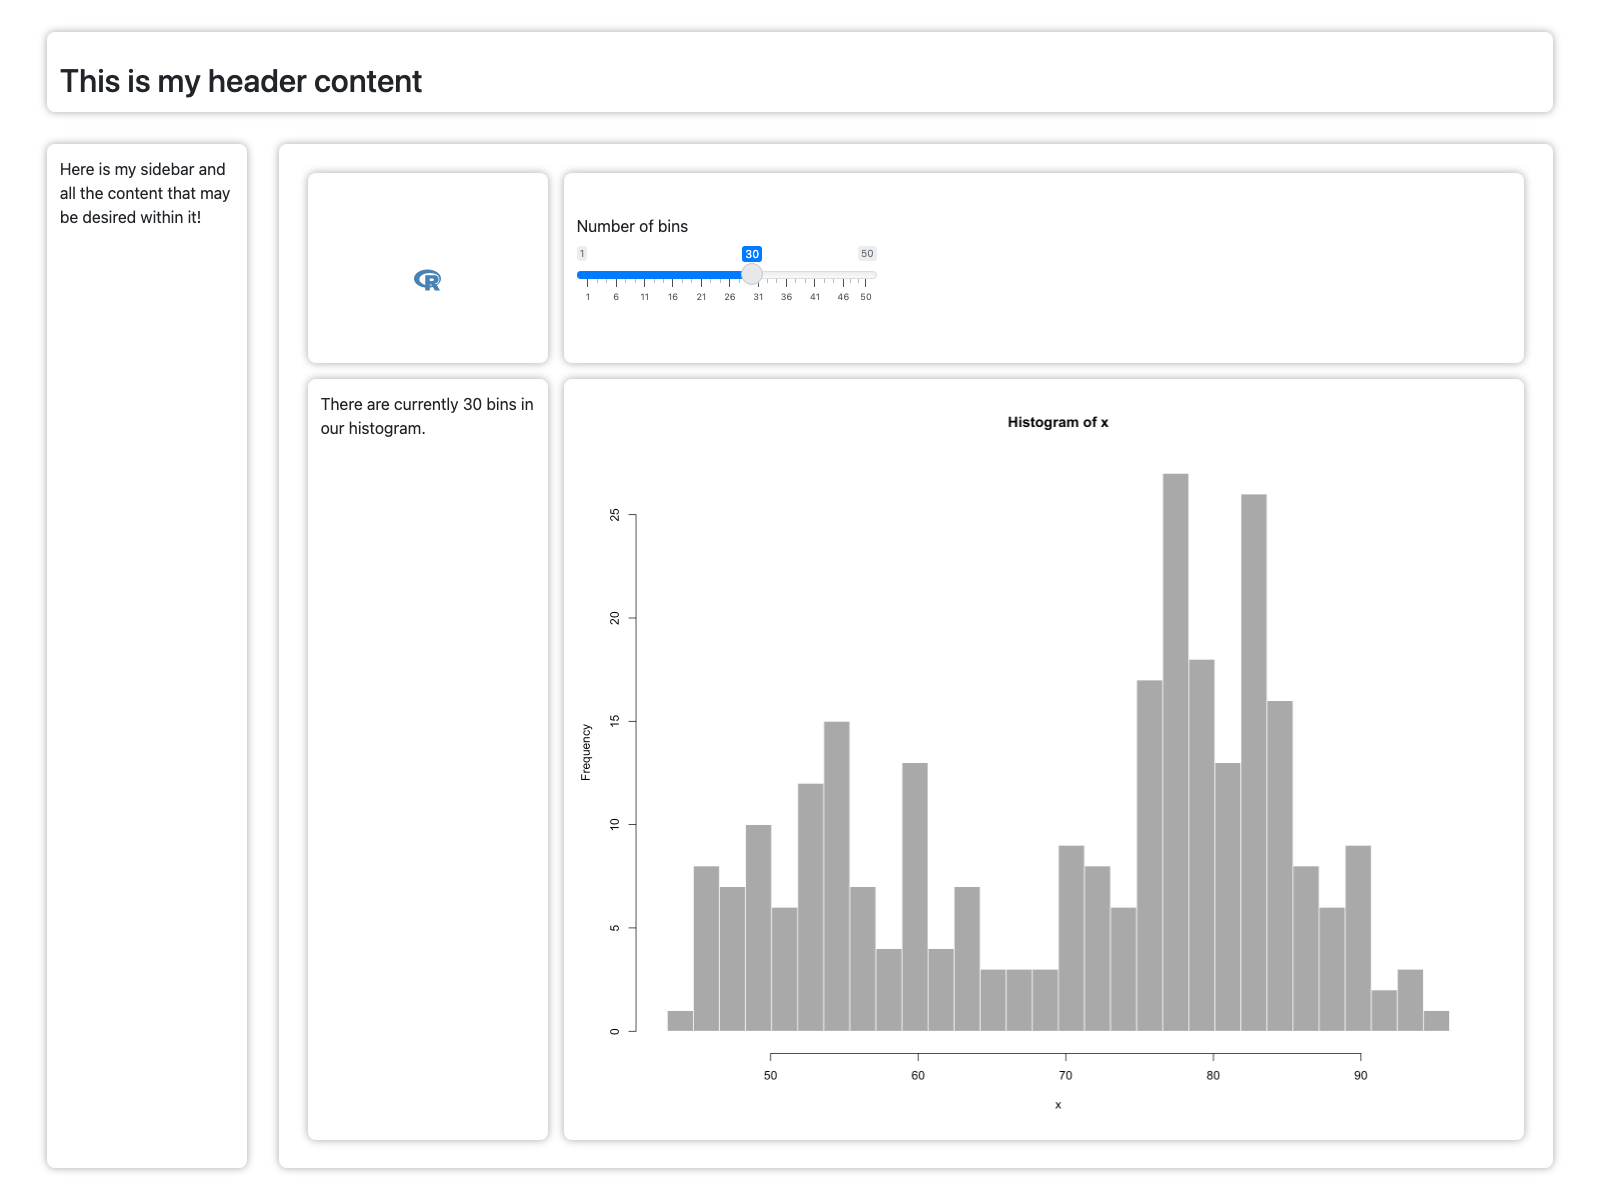 This is my header content
Here is my sidebar and
all the content that may
be desired within it!
R
Number of bins
1 30 50
1 6 11 16 21 26 31 36 41 46 50
There are currently 30 bins in
our histogram.
Histogram of x
Frequency
25
20
15
10
5
0
50 60 70 80 90
x